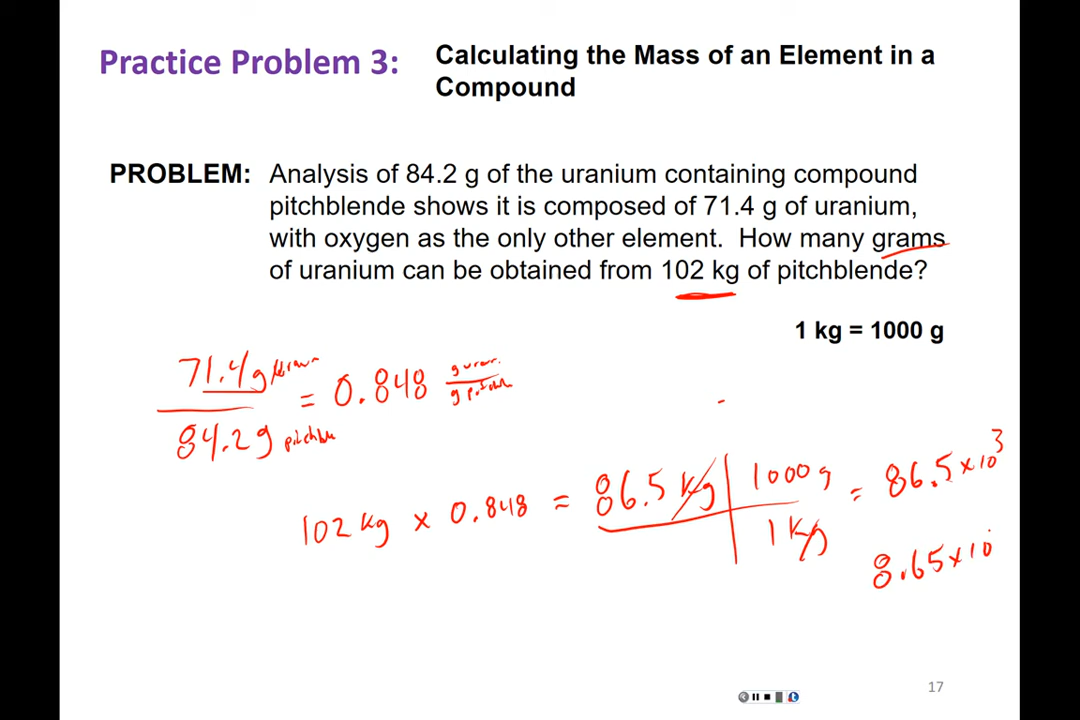 Practice Problem 3:
Calculating the Mass of an Element in a
Compound
PROBLEM: Analysis of 84.2 g of the uranium containing compound
pitchblende shows it is composed of 71.4 g of uranium,
with oxygen as the only other element. How many grams
of uranium can be obtained from 102 kg of pitchblende?
1 kg = 1000 g
71.4 g
84.2 g pitchble
= 0.848
102 kg x 0.848 = 86.5 kg
1000 g
1 kg
= 86.5 x 10³
8.65 x 10
17